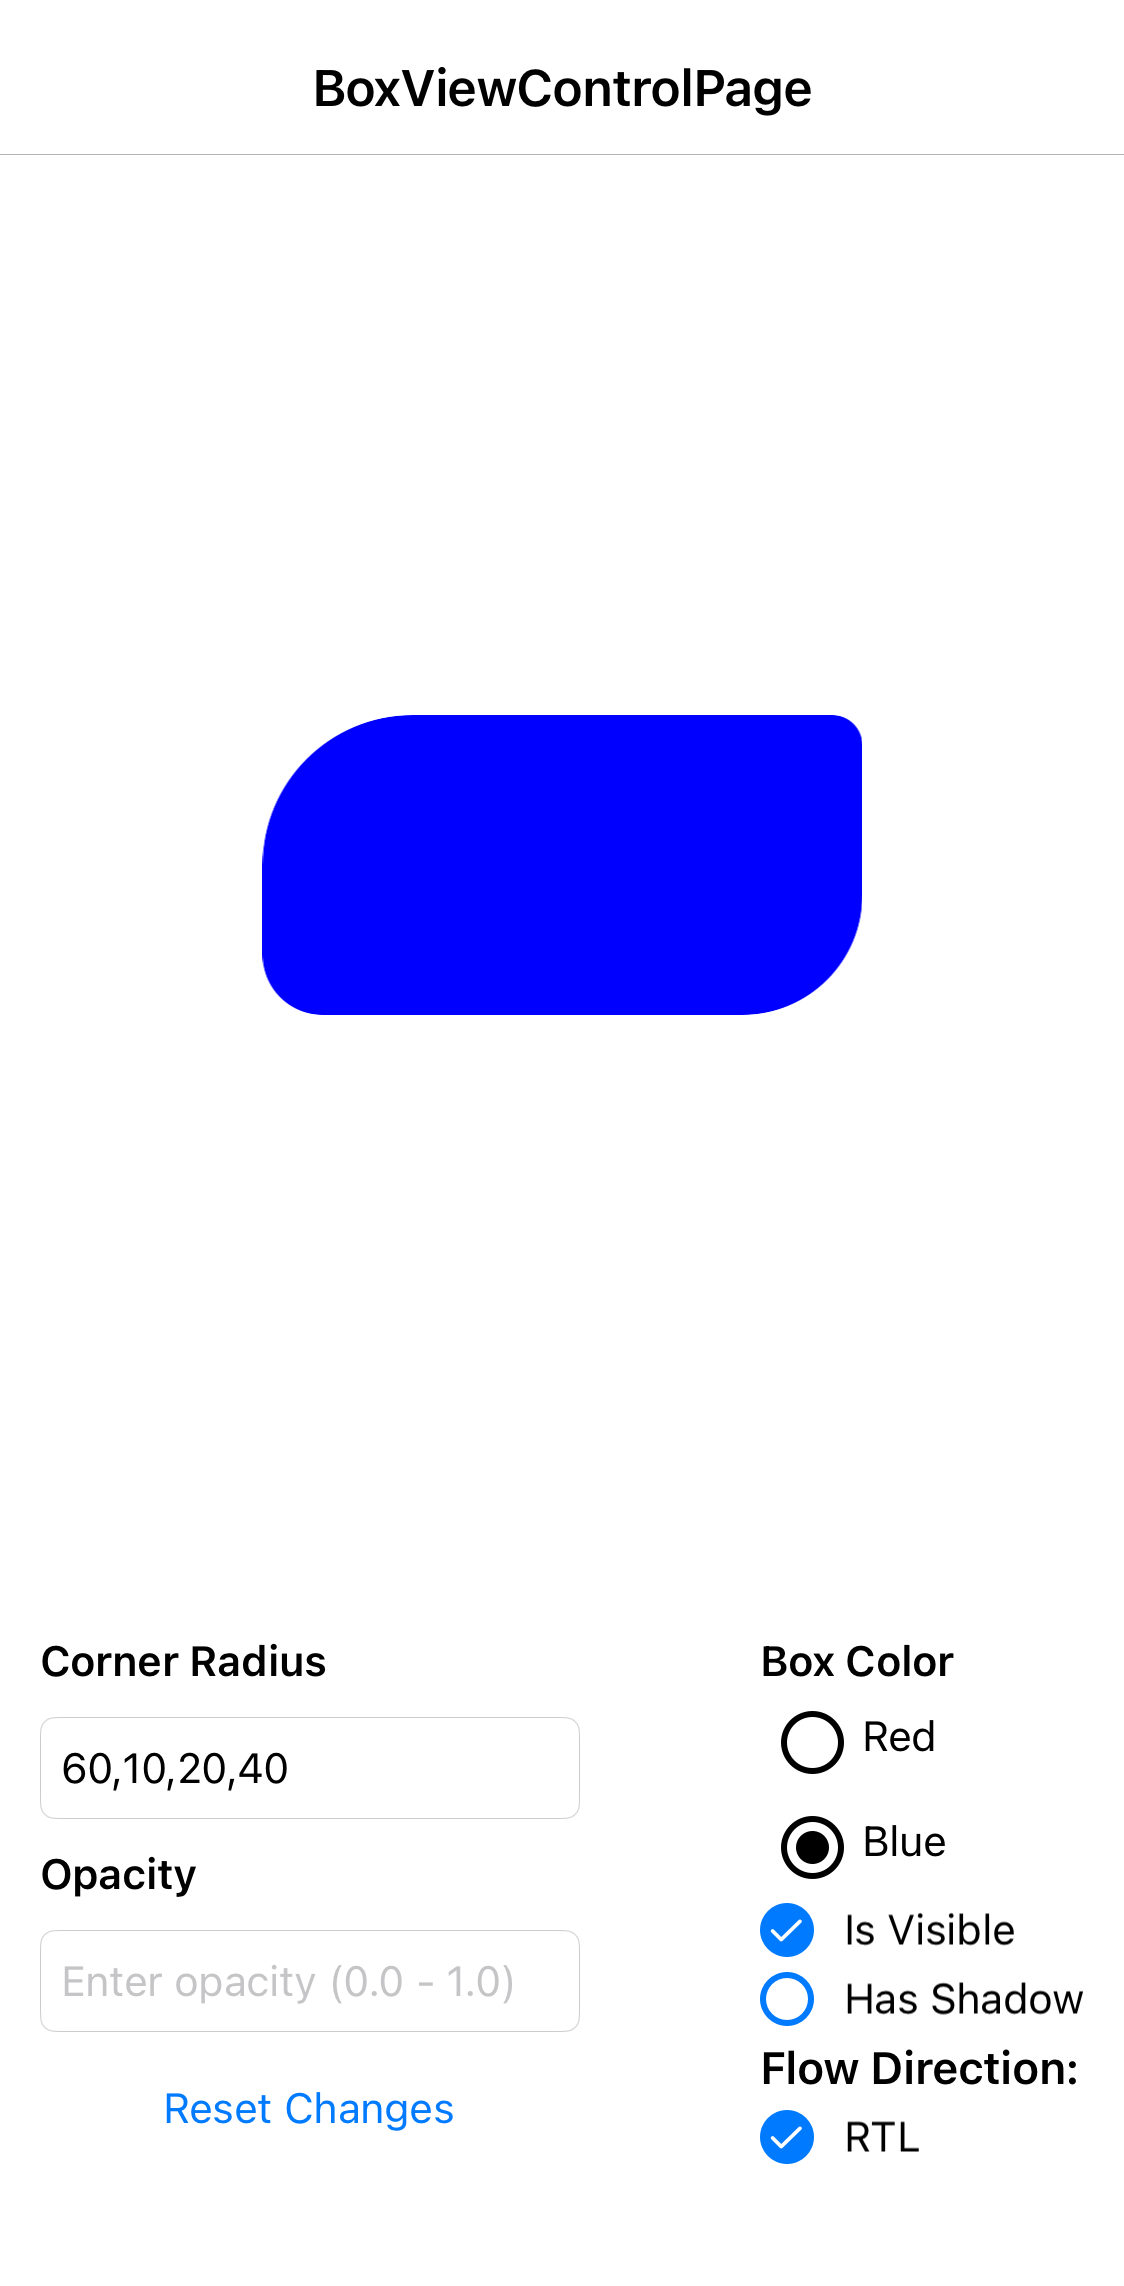 BoxViewControlPage
Corner Radius
60,10,20,40
Opacity
Enter opacity (0.0 - 1.0)
Reset Changes
Box Color
Red
Blue
Is Visible
Has Shadow
Flow Direction:
RTL